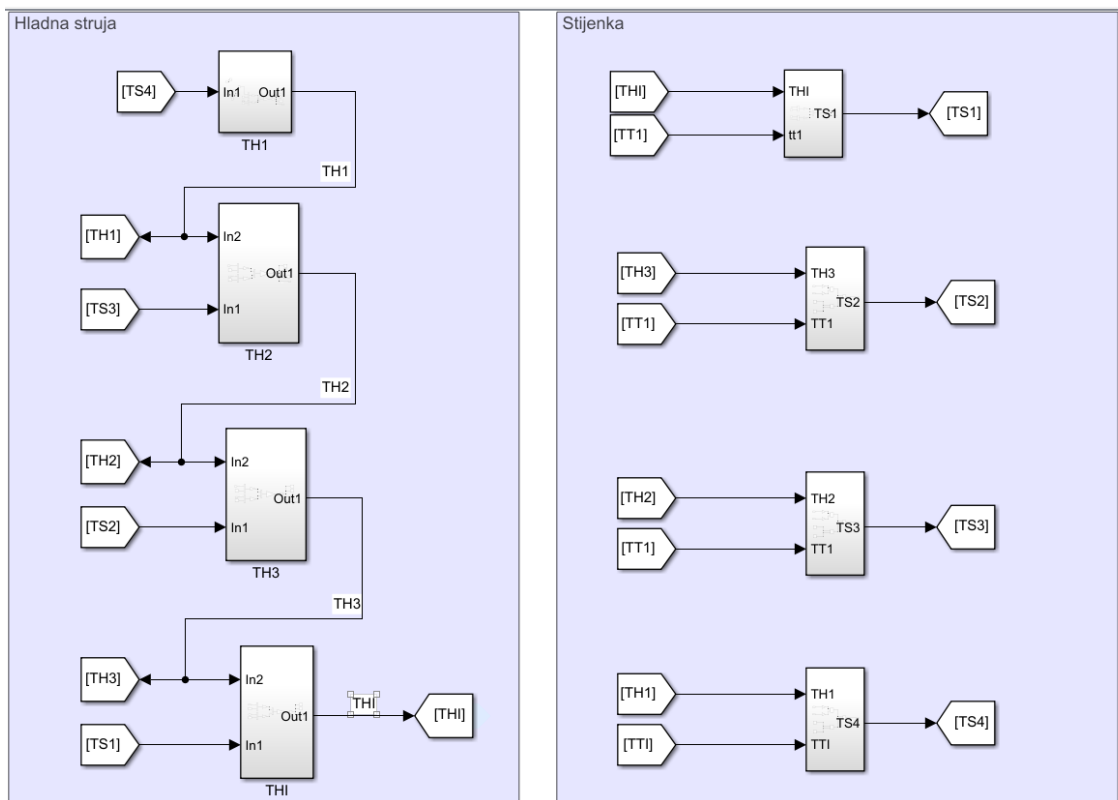 Hladna struja
[TS4]
In1
Out1
TH1
TH1
[TH1]
In2
Out1
[TS3]
In1
TH2
TH2
[TH2]
In2
Out1
[TS2]
In1
TH3
TH3
[TH3]
In2
Out1
THI
[THI]
[TS1]
In1
THI
Stijenka
[THI]
THI
TS1
[TS1]
[TT1]
tt1
[TH3]
TH3
TS2
[TS2]
[TT1]
TT1
[TH2]
TH2
TS3
[TS3]
[TT1]
TT1
[TH1]
TH1
TS4
[TS4]
[TTI]
TTI